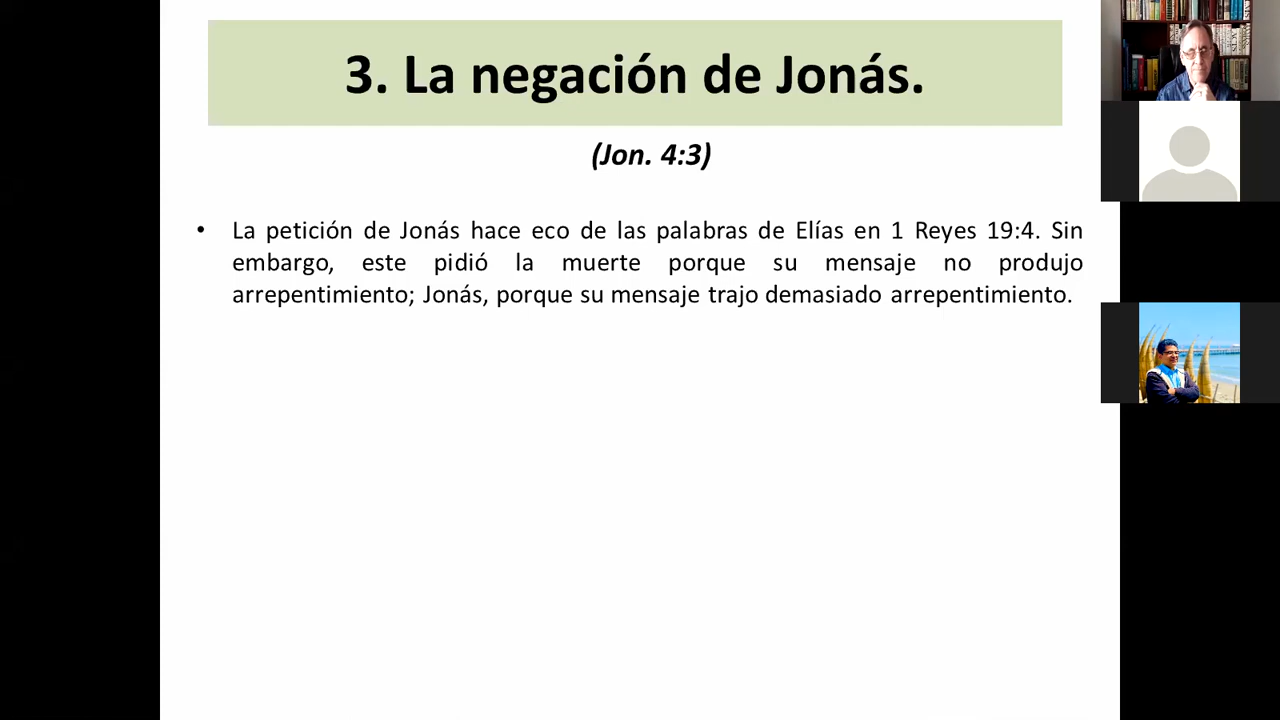 3. La negación de Jonás.
(Jon. 4:3)
• La petición de Jonás hace eco de las palabras de Elías en 1 Reyes 19:4. Sin
embargo, este pidió la muerte porque su mensaje no produjo
arrepentimiento; Jonás, porque su mensaje trajo demasiado arrepentimiento.